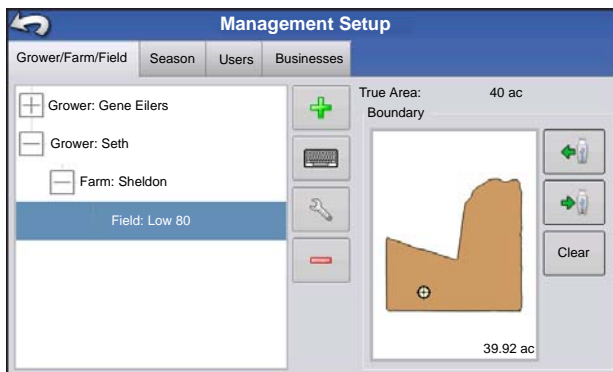 Management Setup
Grower/Farm/Field Season Users Businesses
Grower: Gene Eilers
Grower: Seth
Farm: Sheldon
Field: Low 80
True Area: 40 ac
Boundary
Clear
39.92 ac